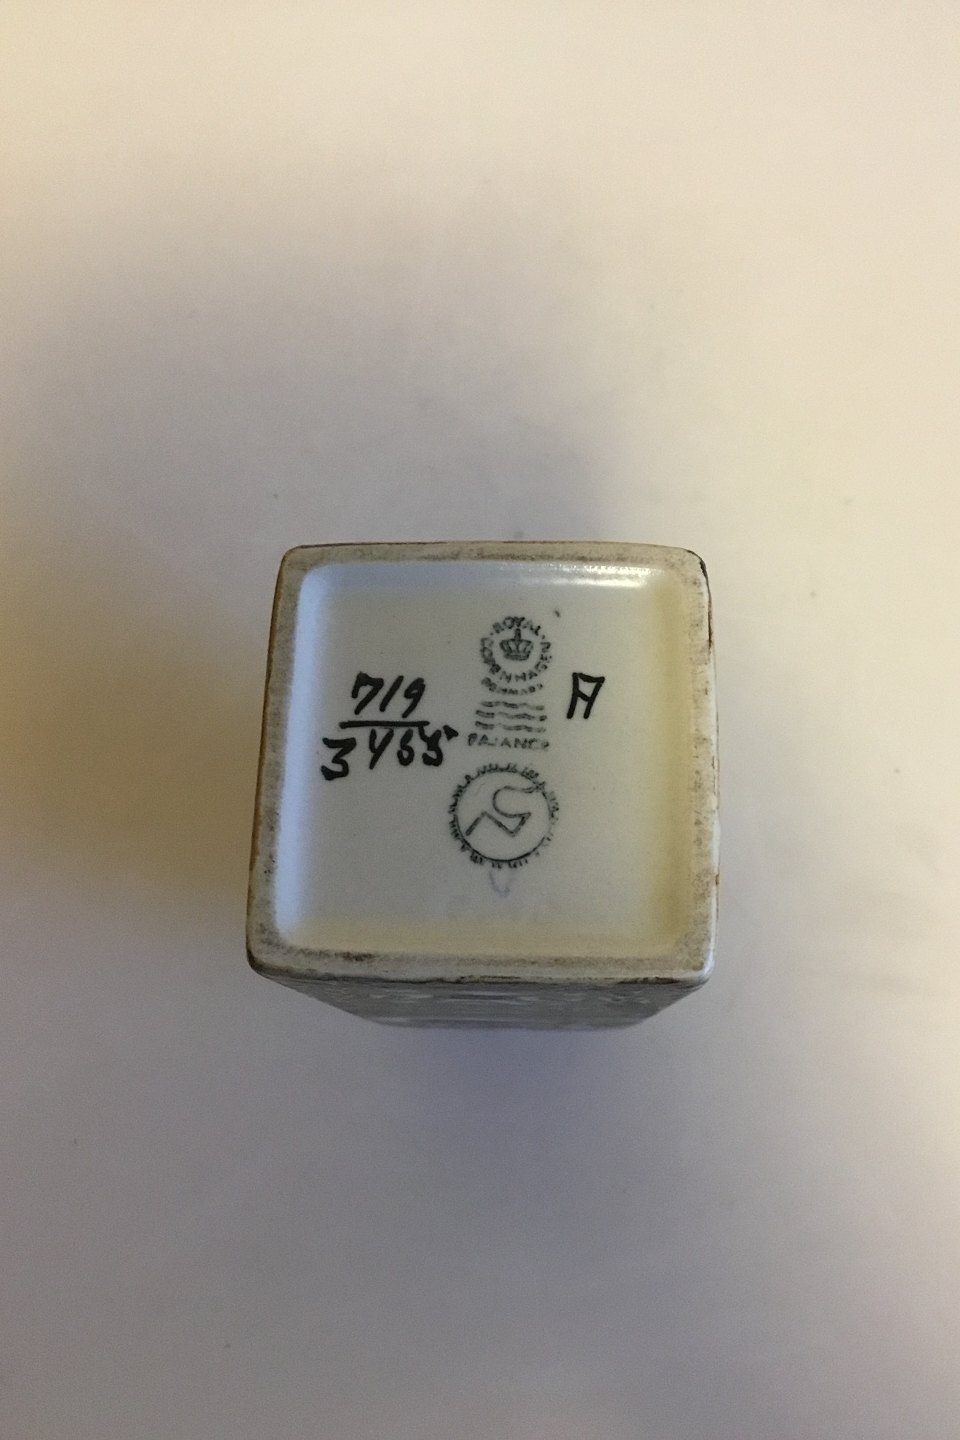 ROYAL COPENHAGEN
DENMARK
FAJANCE
719
3455
A